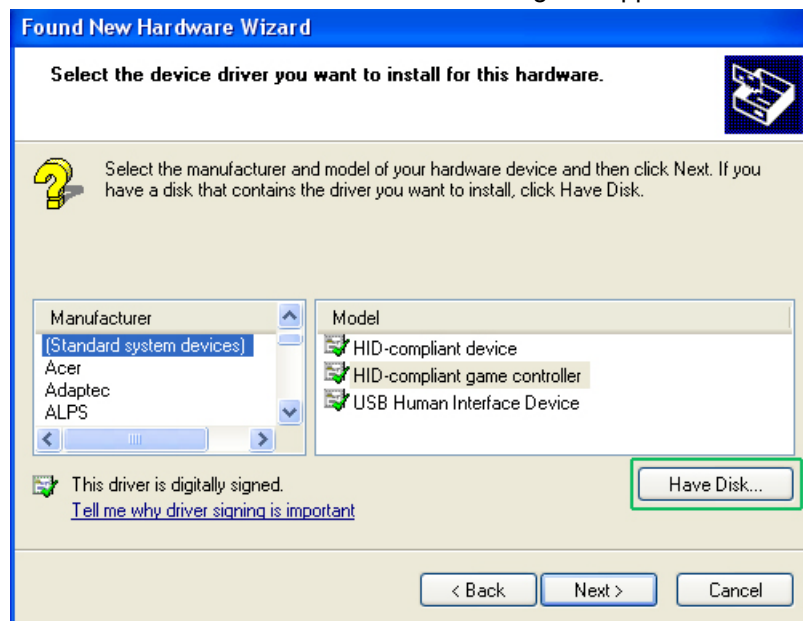 Found New Hardware Wizard
Select the device driver you want to install for this hardware.
Select the manufacturer and model of your hardware device and then click Next. If you
have a disk that contains the driver you want to install, click Have Disk.
Manufacturer
(Standard system devices)
Acer
Adaptec
ALPS
Model
HID-compliant device
HID-compliant game controller
USB Human Interface Device
This driver is digitally signed.
Tell me why driver signing is important
Have Disk...
< Back
Next >
Cancel